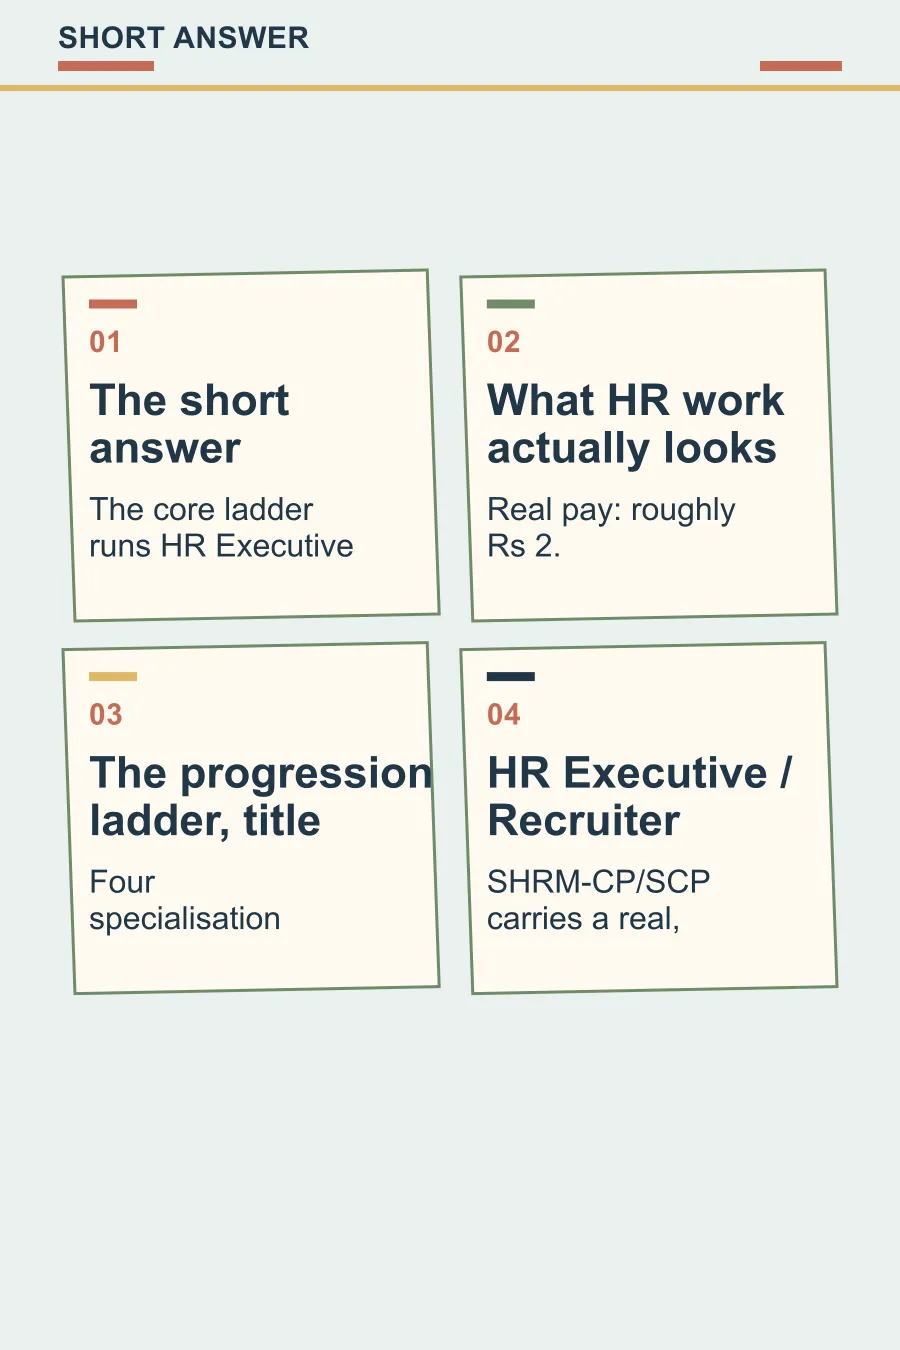 SHORT ANSWER
01
The short
answer
The core ladder
runs HR Executive
02
What HR work
actually looks
Real pay: roughly
Rs 2.
03
The progression
ladder, title
Four
specialisation
04
HR Executive /
Recruiter
SHRM-CP/SCP
carries a real,